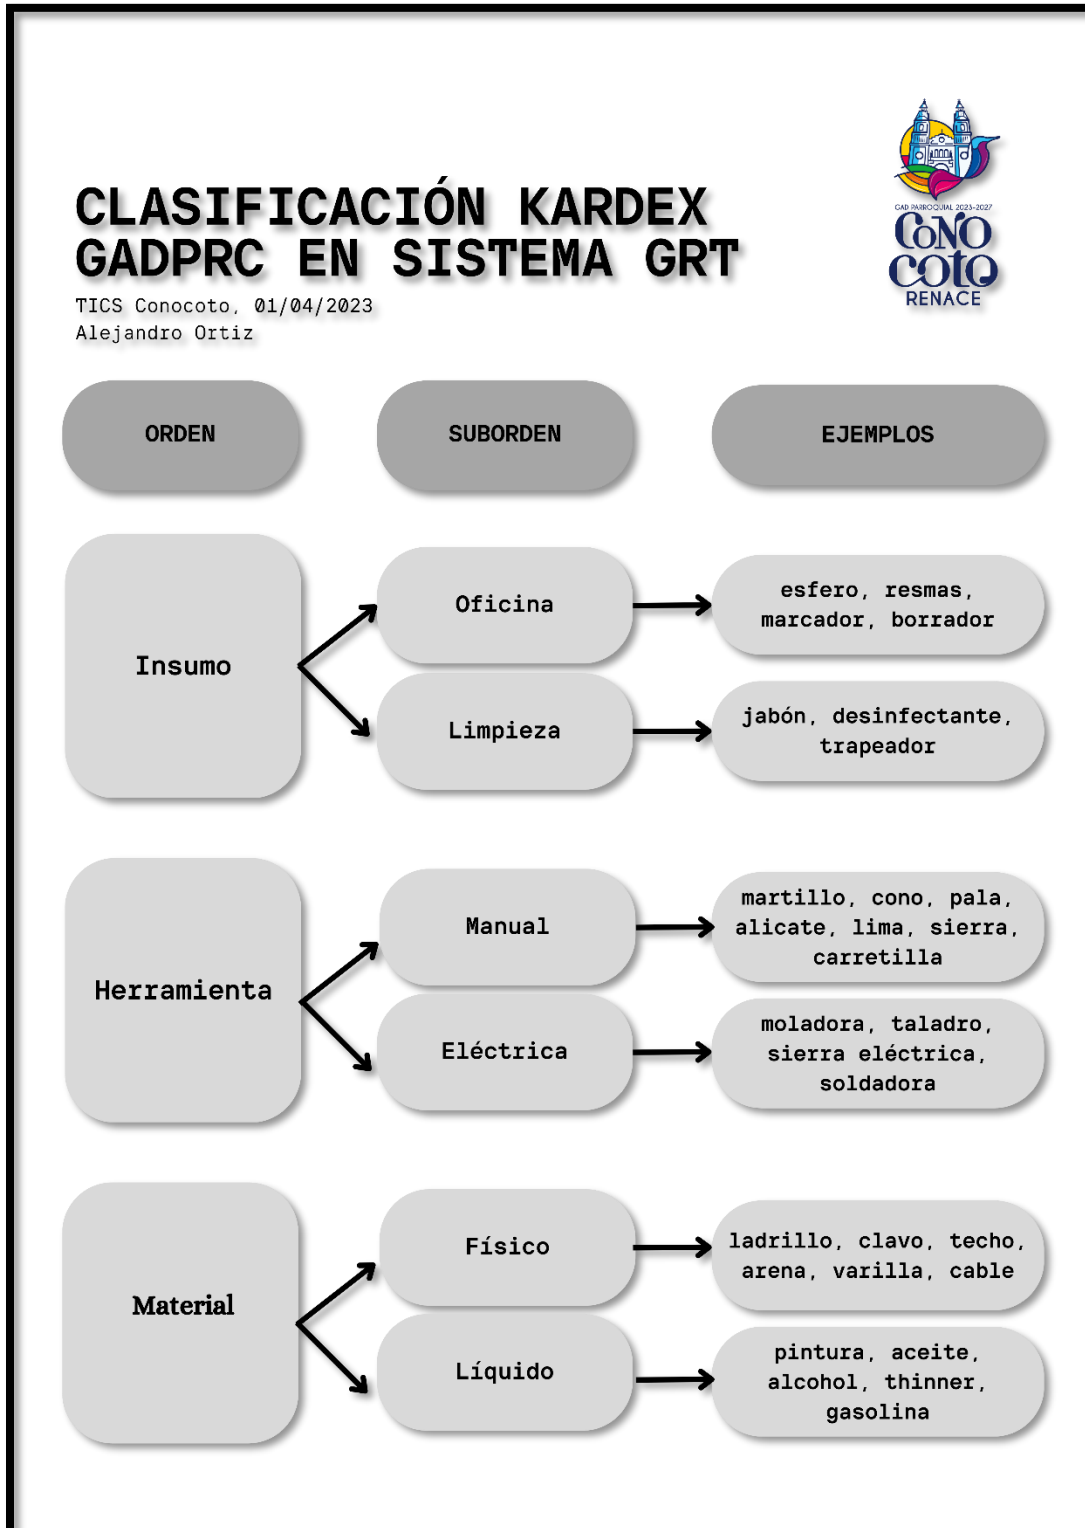 GAD PARROQUIAL 2023-2027
CONO
COTO
RENACE
CLASIFICACIÓN KARDEX
GADPRC EN SISTEMA GRT
TICS Conocoto, 01/04/2023
Alejandro Ortiz
ORDEN
SUBORDEN
EJEMPLOS
Insumo
Oficina
esfero, resmas,
marcador, borrador
Limpieza
jabón, desinfectante,
trapeador
Herramienta
Manual
martillo, cono, pala,
alicate, lima, sierra,
carretilla
Eléctrica
moladora, taladro,
sierra eléctrica,
soldadora
Material
Físico
ladrillo, clavo, techo,
arena, varilla, cable
Líquido
pintura, aceite,
alcohol, thinner,
gasolina